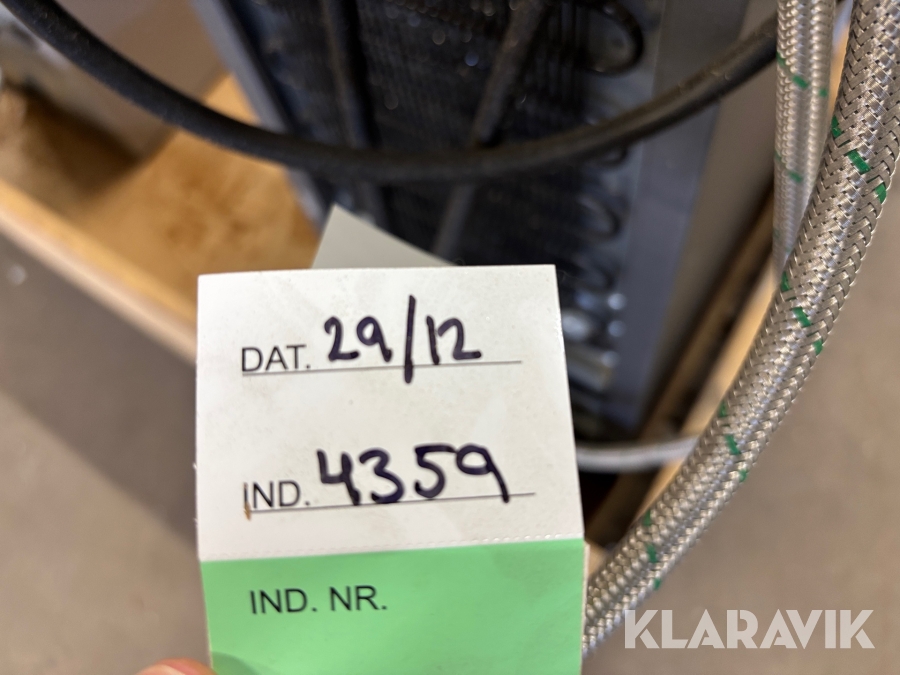 DAT. 29/12
IND. 4359
IND. NR.
KLARAVIK